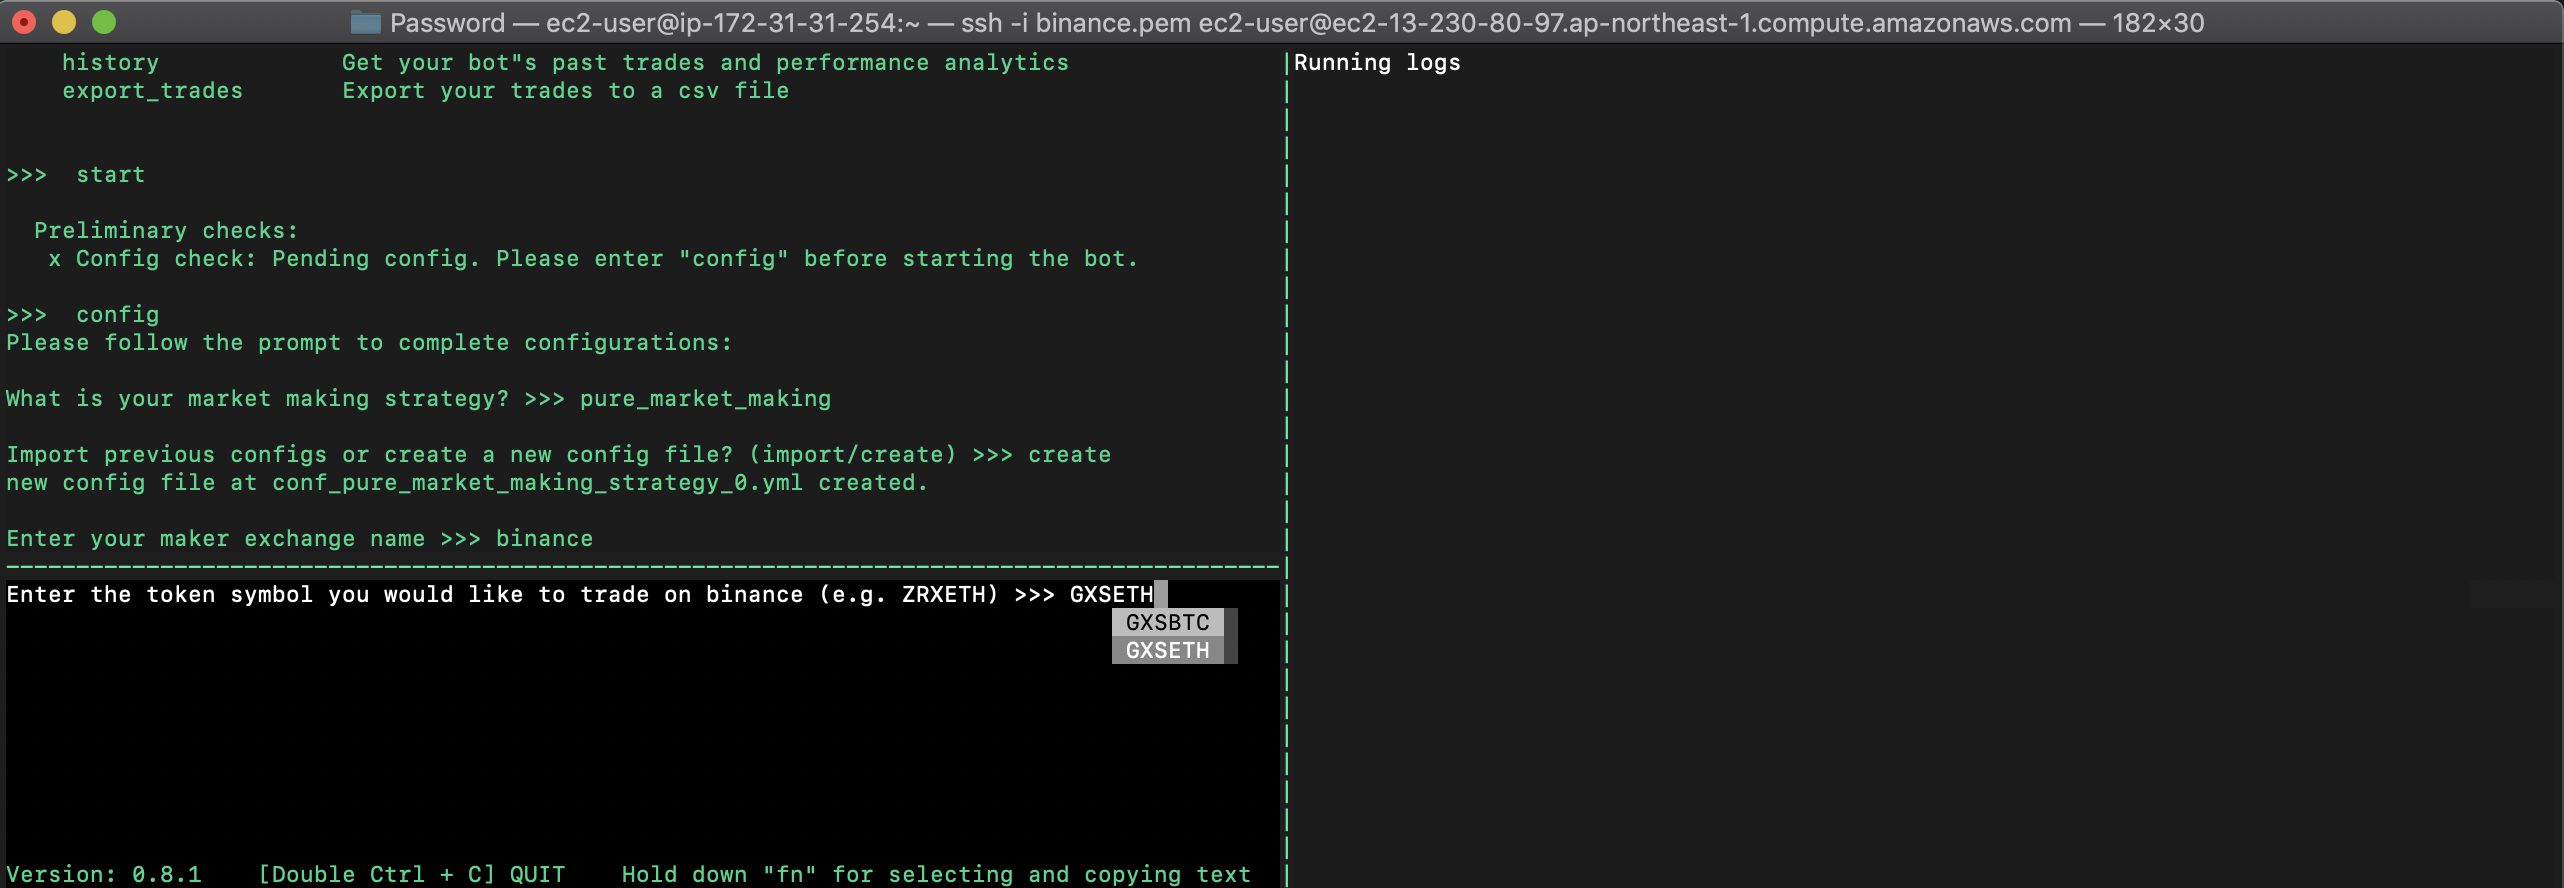 Password — ec2-user@ip-172-31-31-254:~ — ssh -i binance.pem ec2-user@ec2-13-230-80-97.ap-northeast-1.compute.amazonaws.com — 182×30
history Get your bot"s past trades and performance analytics
export_trades Export your trades to a csv file
>>> start
Preliminary checks:
x Config check: Pending config. Please enter "config" before starting the bot.
>>> config
Please follow the prompt to complete configurations:
What is your market making strategy? >>> pure_market_making
Import previous configs or create a new config file? (import/create) >>> create
new config file at conf_pure_market_making_strategy_0.yml created.
Enter your maker exchange name >>> binance
Enter the token symbol you would like to trade on binance (e.g. ZRXETH) >>> GXSETH
GXSBTC
GXSETH
Version: 0.8.1 [Double Ctrl + C] QUIT Hold down "fn" for selecting and copying text
Running logs